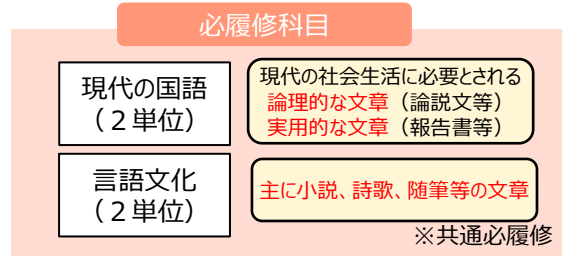 必履修科目
現代の国語
（２単位）
現代の社会生活に必要とされる
論理的な文章（論説文等）
実用的な文章（報告書等）
言語文化
（２単位）
主に小説、詩歌、随筆等の文章
※共通必履修